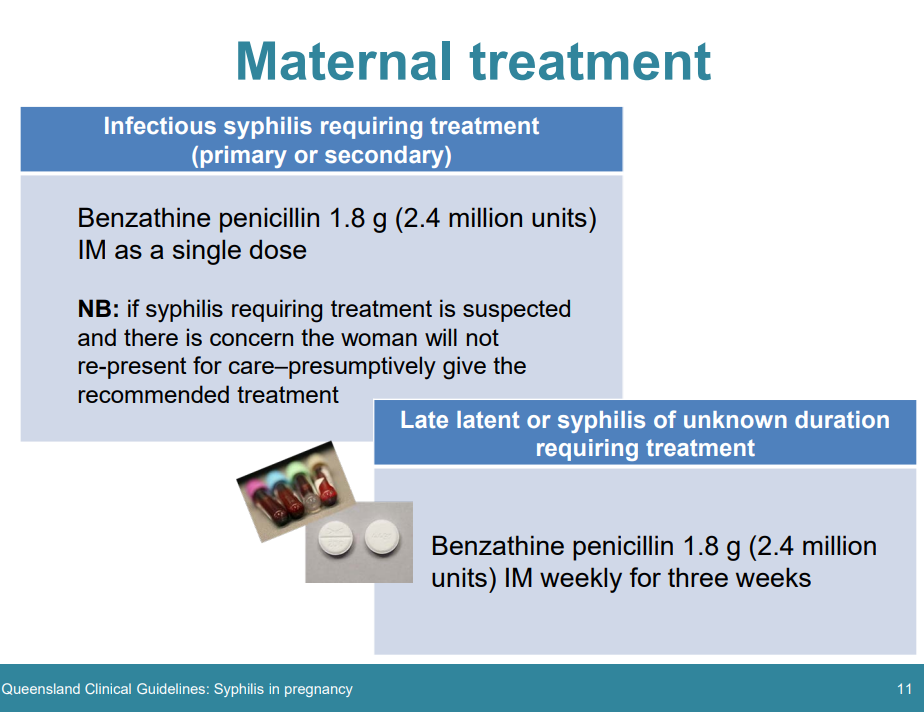 Maternal treatment
Infectious syphilis requiring treatment
(primary or secondary)
Benzathine penicillin 1.8 g (2.4 million units)
IM as a single dose
NB: if syphilis requiring treatment is suspected
and there is concern the woman will not
re-present for care–presumptively give the
recommended treatment
Late latent or syphilis of unknown duration
requiring treatment
Benzathine penicillin 1.8 g (2.4 million
units) IM weekly for three weeks
Queensland Clinical Guidelines: Syphilis in pregnancy
11